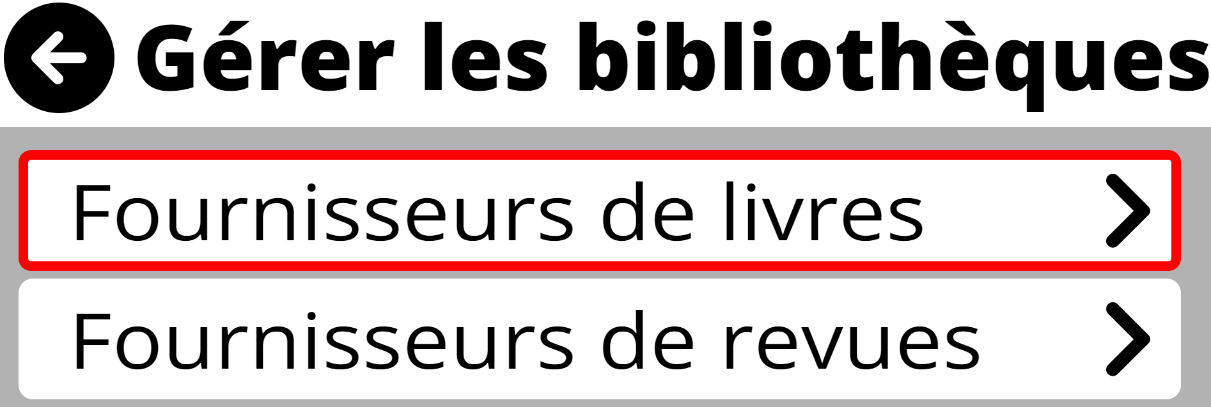 Gérer les bibliothèques
Fournisseurs de livres
Fournisseurs de revues